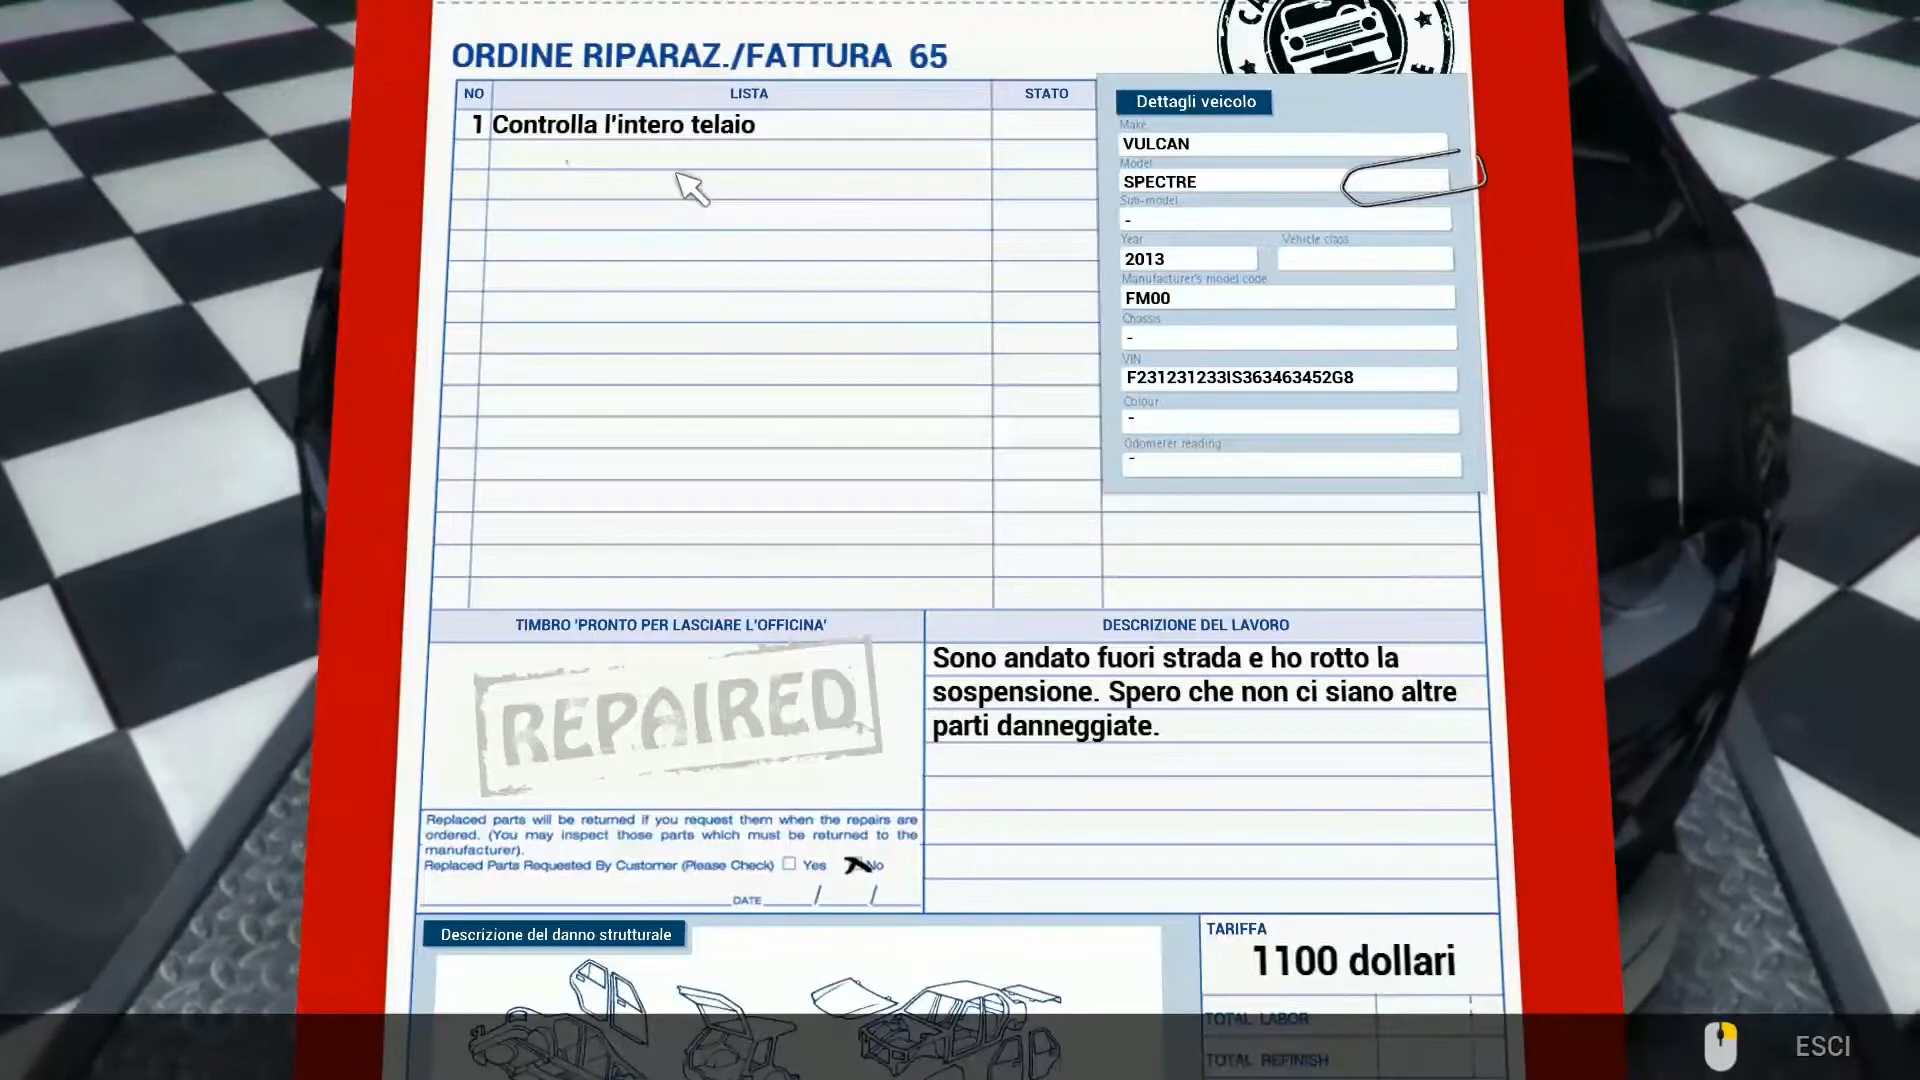 ORDINE RIPARAZ./FATTURA 65
NO LISTA STATO
1 Controlla l'intero telaio
Dettagli veicolo
Make
VULCAN
Model
SPECTRE
Sub-model
-
Year Vehicle class
2013
Manufacturer's model code
FM00
Chassis
-
VIN
F231231233IS363463452G8
Colour
-
Odometer reading
-
TIMBRO 'PRONTO PER LASCIARE L'OFFICINA'
REPAIRED
Replaced parts will be returned if you request them when the repairs are
ordered. (You may inspect those parts which must be returned to the
manufacturer).
Replaced Parts Requested By Customer (Please Check) Yes No
DATE / /
DESCRIZIONE DEL LAVORO
Sono andato fuori strada e ho rotto la
sospensione. Spero che non ci siano altre
parti danneggiate.
Descrizione del danno strutturale
TARIFFA
1100 dollari
TOTAL LABOR
TOTAL REFINISH
ESCI